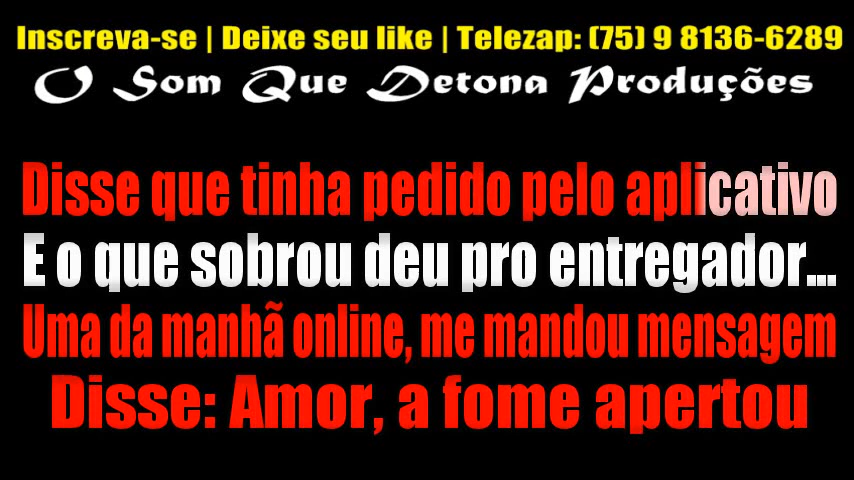 Inscreva-se | Deixe seu like | Telezap: (75) 9 8136-6289
O Som Que Detona Produções
Disse que tinha pedido pelo aplicativo
E o que sobrou deu pro entregador...
Uma da manhã online, me mandou mensagem
Disse: Amor, a fome apertou